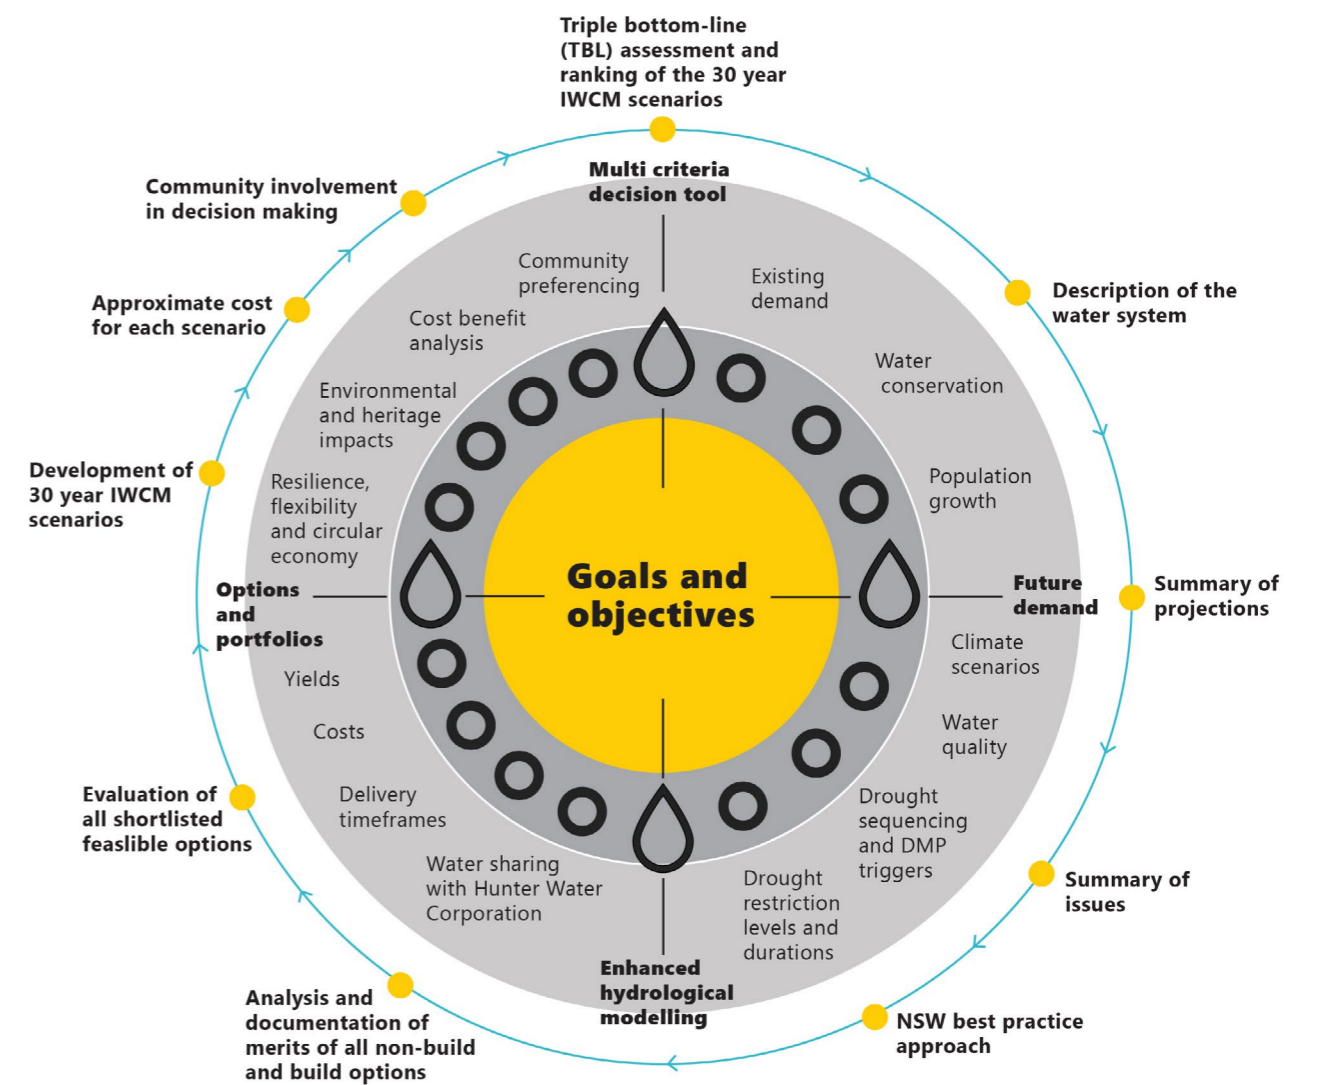 Triple bottom-line
(TBL) assessment and
ranking of the 30 year
IWCM scenarios
Description of the
water system
Summary of
projections
Summary of
issues
NSW best practice
approach
Analysis and
documentation of
merits of all non-build
and build options
Evaluation of
all shortlisted
feaslible options
Development of
30 year IWCM
scenarios
Approximate cost
for each scenario
Community involvement
in decision making
Multi criteria
decision tool
Existing
demand
Water
conservation
Population
growth
Future
demand
Climate
scenarios
Water
quality
Drought
sequencing
and DMP
triggers
Drought
restriction
levels and
durations
Enhanced
hydrological
modelling
Water sharing
with Hunter Water
Corporation
Delivery
timeframes
Costs
Yields
Options
and
portfolios
Resilience,
flexibility
and circular
economy
Environmental
and heritage
impacts
Cost benefit
analysis
Community
preferencing
Goals and
objectives